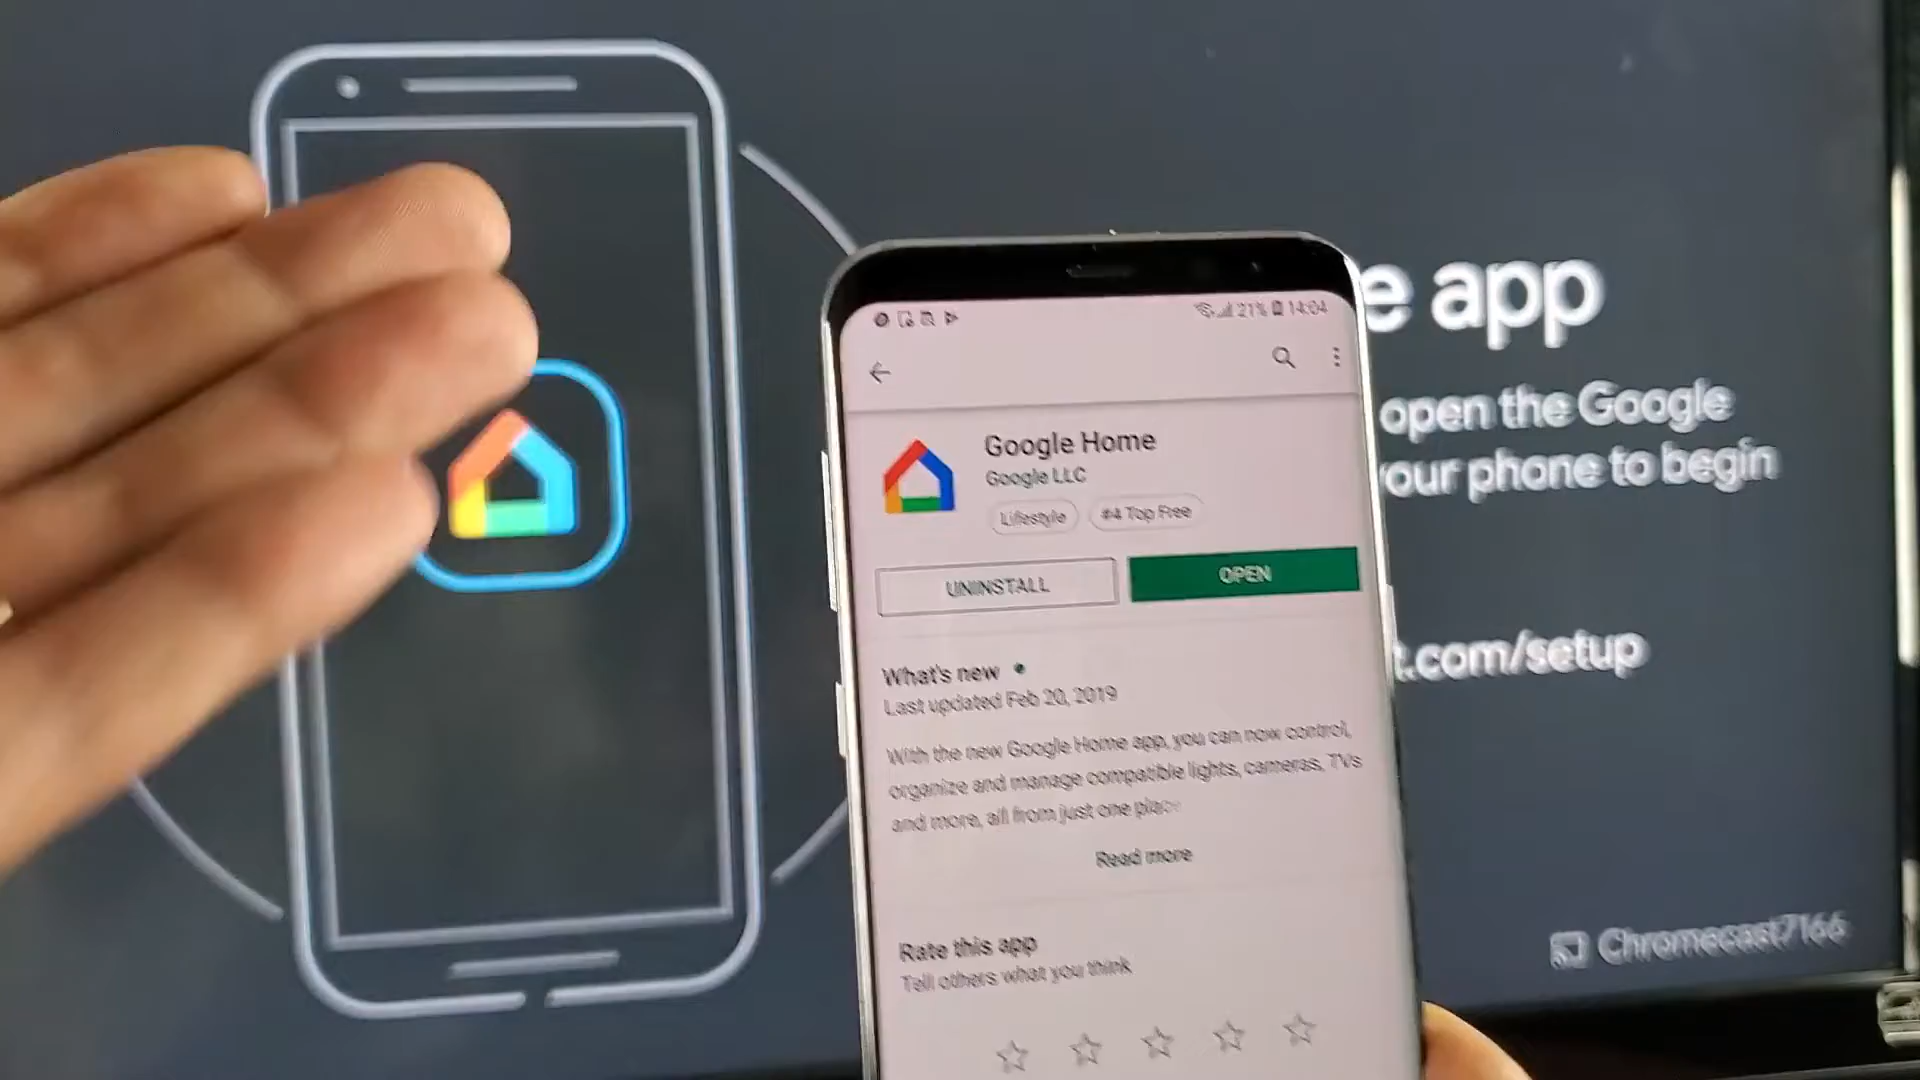 21% 14:04
Google Home
Google LLC
Lifestyle #4 Top Free
UNINSTALL OPEN
What's new
Last updated Feb 20, 2019
With the new Google Home app, you can now control,
organize and manage compatible lights, cameras, TVs
and more, all from just one place
Read more
Rate this app
Tell others what you think
e app
open the Google
your phone to begin
t.com/setup
Chromecast7166